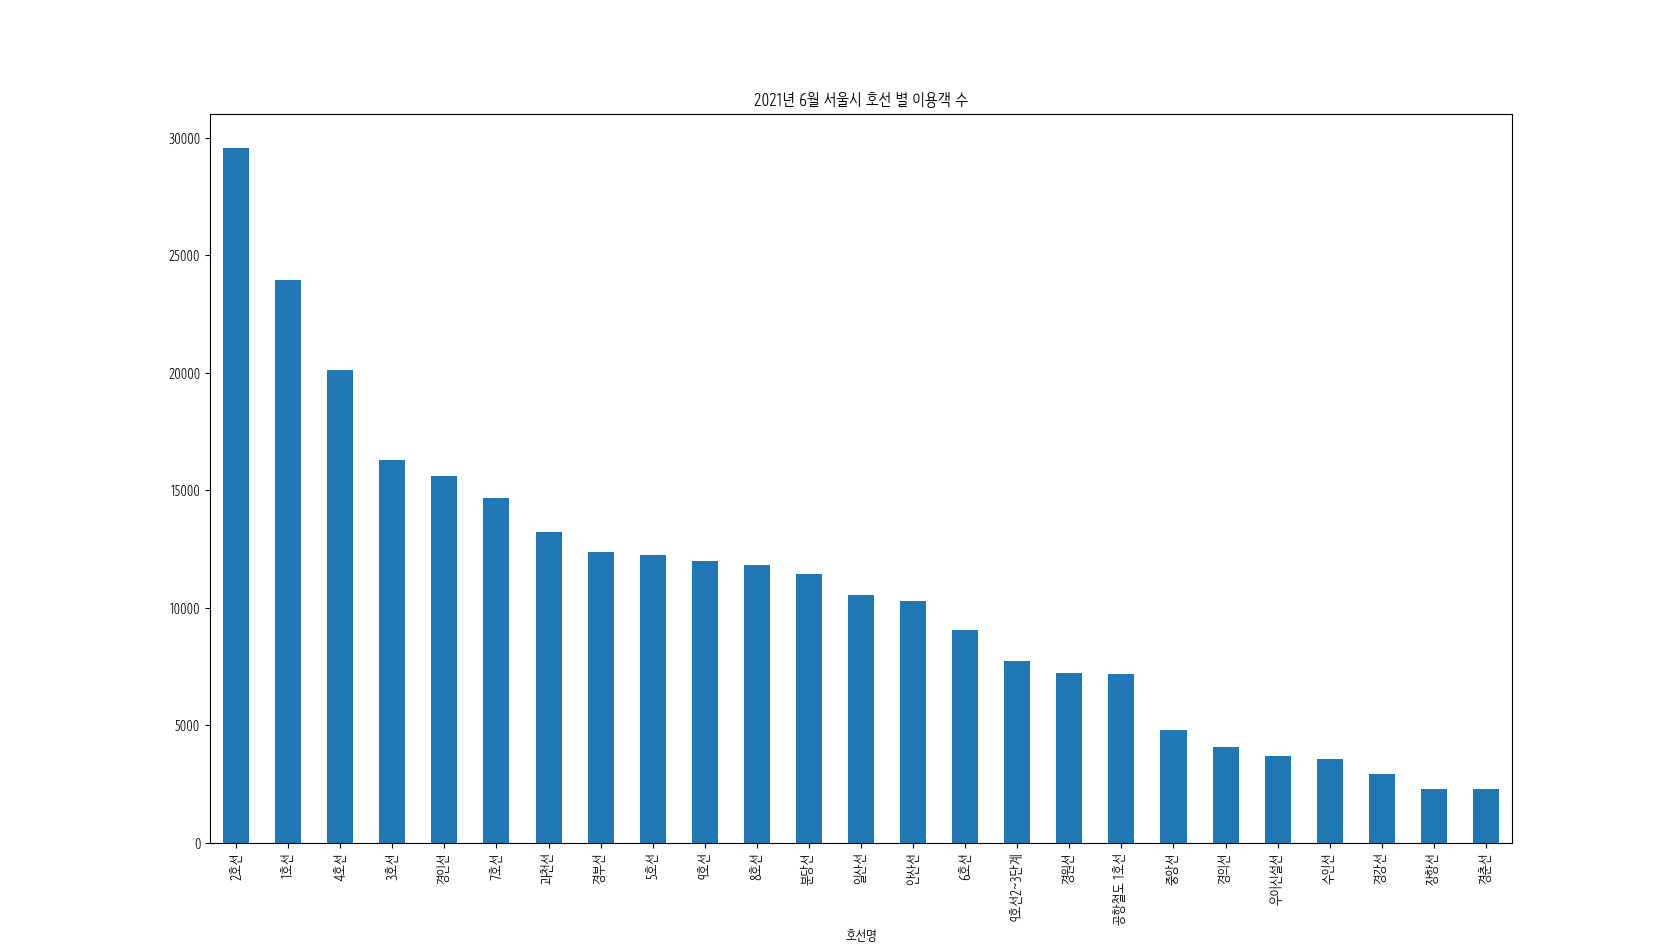 2021년 6월 서울시 호선 별 이용객 수
30000
25000
20000
15000
10000
5000
0
2호선
1호선
4호선
3호선
경인선
7호선
과천선
경부선
5호선
9호선
8호선
분당선
일산선
안산선
6호선
9호선2~3단계
경원선
공항철도 1호선
중앙선
경의선
우이신설선
수인선
경강선
장항선
경춘선
호선명